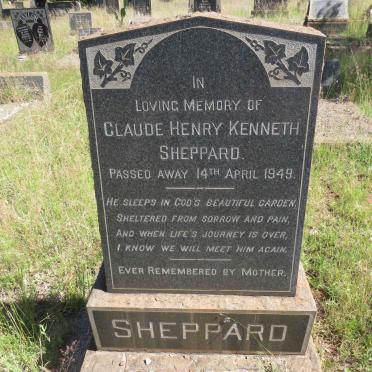 IN
LOVING MEMORY OF
CLAUDE HENRY KENNETH
SHEPPARD.
PASSED AWAY 14TH APRIL 1949.
HE SLEEPS IN GOD'S BEAUTIFUL GARDEN,
SHELTERED FROM SORROW AND PAIN,
AND WHEN LIFE'S JOURNEY IS OVER,
I KNOW WE WILL MEET HIM AGAIN.
EVER REMEMBERED BY MOTHER.
SHEPPARD